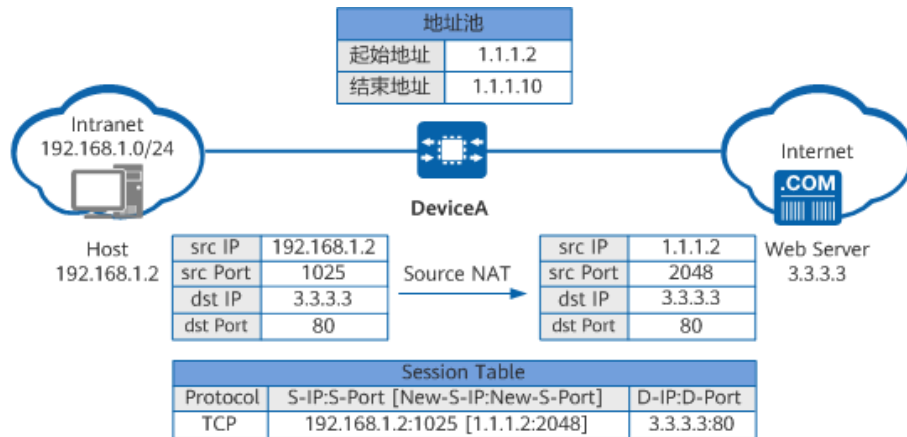 地址池
起始地址 1.1.1.2
结束地址 1.1.1.10
Intranet
192.168.1.0/24
Internet
.COM
DeviceA
Host
192.168.1.2
src IP 192.168.1.2
src Port 1025
dst IP 3.3.3.3
dst Port 80
Source NAT
src IP 1.1.1.2
src Port 2048
dst IP 3.3.3.3
dst Port 80
Web Server
3.3.3.3
Session Table
Protocol S-IP:S-Port [New-S-IP:New-S-Port] D-IP:D-Port
TCP 192.168.1.2:1025 [1.1.1.2:2048] 3.3.3.3:80